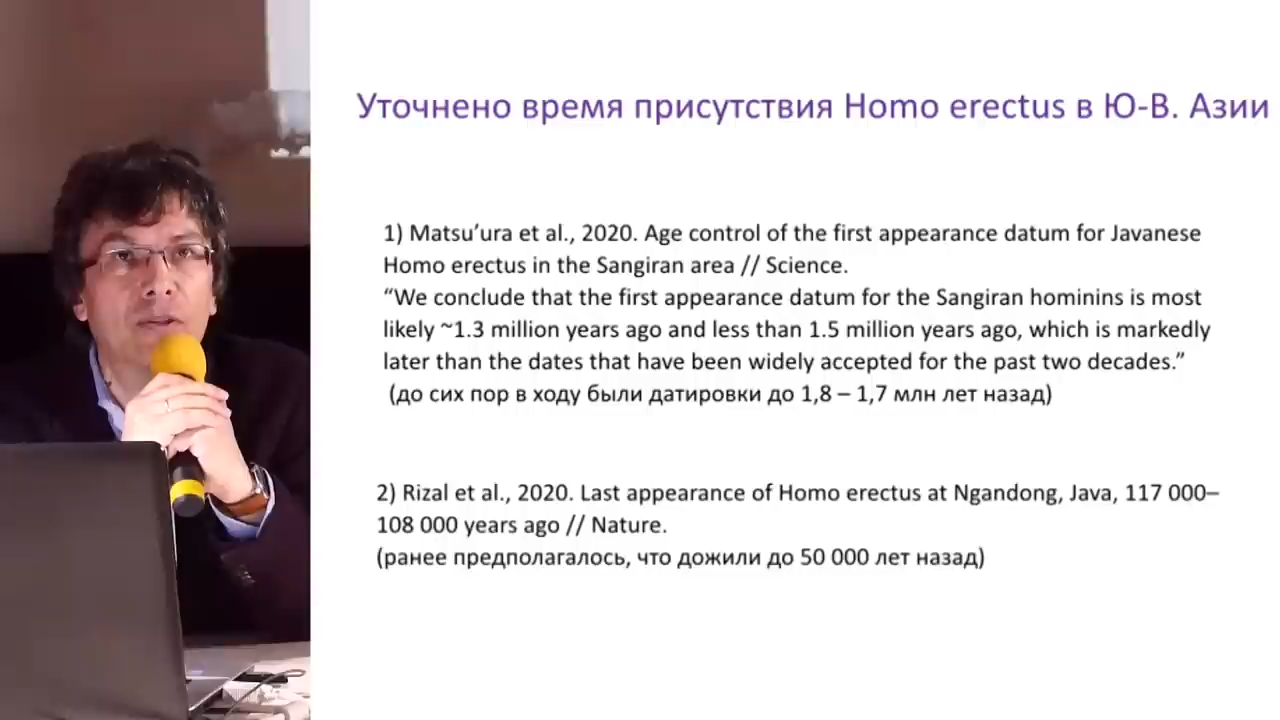 Уточнено время присутствия Homo erectus в Ю-В. Азии
1) Matsu’ura et al., 2020. Age control of the first appearance datum for Javanese
Homo erectus in the Sangiran area // Science.
“We conclude that the first appearance datum for the Sangiran hominins is most
likely ~1.3 million years ago and less than 1.5 million years ago, which is markedly
later than the dates that have been widely accepted for the past two decades.”
(до сих пор в ходу были датировки до 1,8 – 1,7 млн лет назад)
2) Rizal et al., 2020. Last appearance of Homo erectus at Ngandong, Java, 117 000–
108 000 years ago // Nature.
(ранее предполагалось, что дожили до 50 000 лет назад)